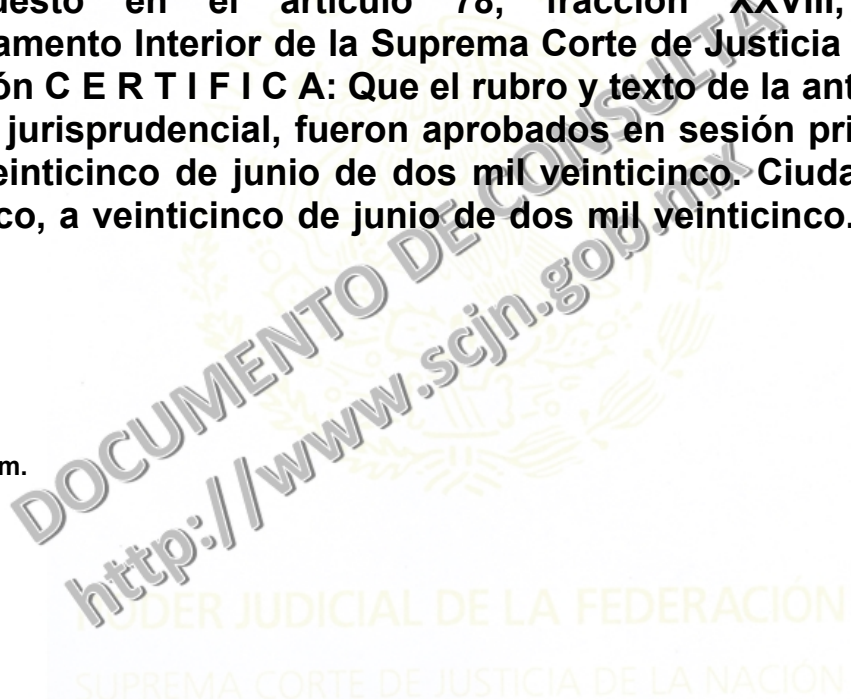 uesto en el artículo 78, fracción XXVIII,
amento Interior de la Suprema Corte de Justicia
ón C E R T I F I C A: Que el rubro y texto de la ant
jurisprudencial, fueron aprobados en sesión pri
einticinco de junio de dos mil veinticinco. Ciuda
co, a veinticinco de junio de dos mil veinticinco.
m.
DOCUMENTO DE CONSULTA
http://www.scjn.gob.mx
PODER JUDICIAL DE LA FEDERACIÓN
SUPREMA CORTE DE JUSTICIA DE LA NACIÓN